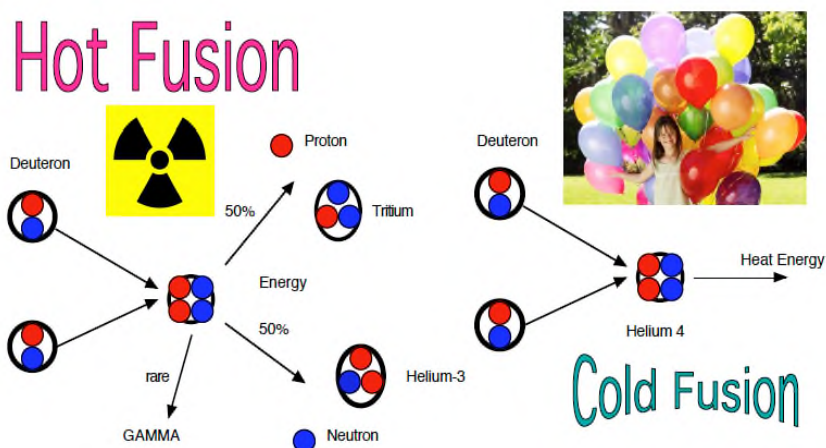 Hot Fusion
Deuteron
Proton
50%
Tritium
Energy
50%
rare
Helium-3
GAMMA
Neutron
Deuteron
Heat Energy
Helium 4
Cold Fusion